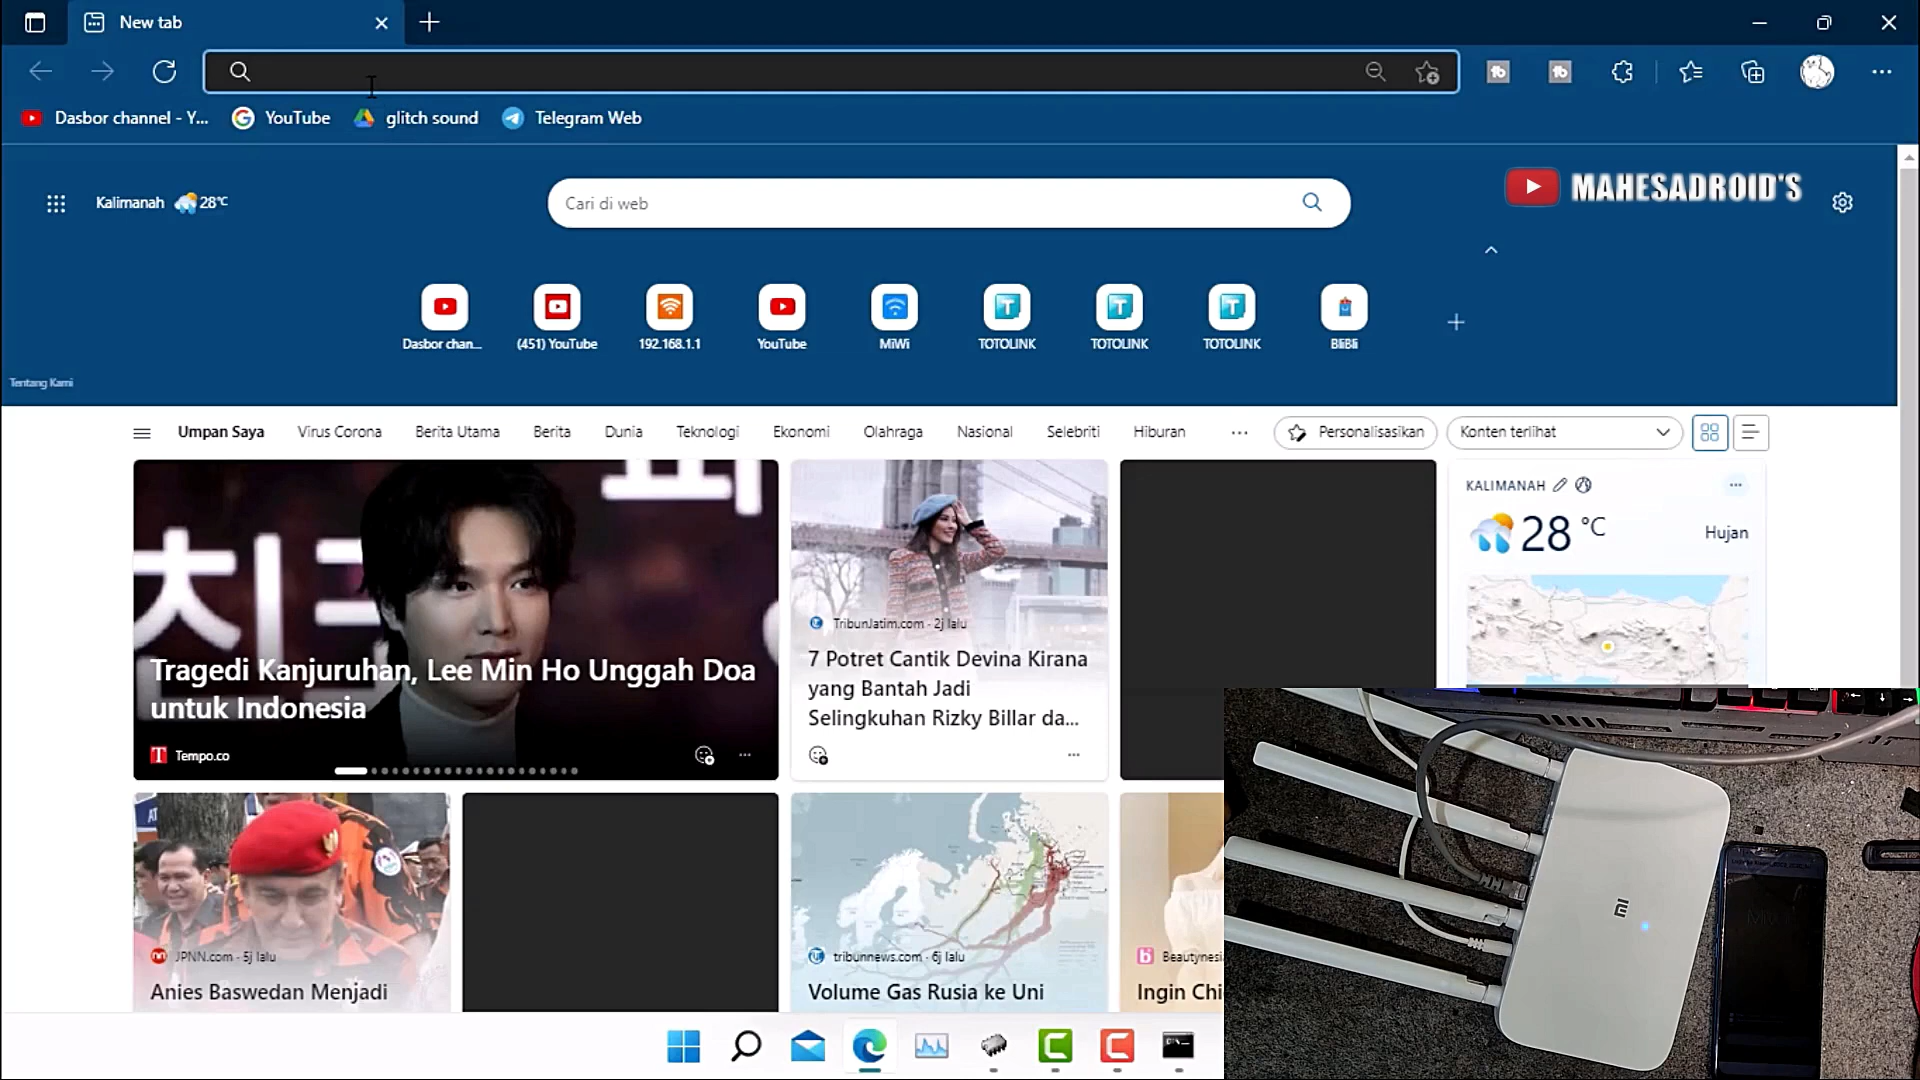 New tab
Dasbor channel - Y...
YouTube
glitch sound
Telegram Web
Kalimanah
28°C
Cari di web
MAHESADROID'S
Dasbor chan...
(451) YouTube
192.168.1.1
YouTube
MiWi
TOTOLINK
TOTOLINK
TOTOLINK
BliBli
Tentang Kami
Umpan Saya
Virus Corona
Berita Utama
Berita
Dunia
Teknologi
Ekonomi
Olahraga
Nasional
Selebriti
Hiburan
Personalisasikan
Konten terlihat
친
Tragedi Kanjuruhan, Lee Min Ho Unggah Doa
untuk Indonesia
Tempo.co
TribunJatim.com - 2j lalu
7 Potret Cantik Devina Kirana
yang Bantah Jadi
Selingkuhan Rizky Billar da...
KALIMANAH
28 °C
Hujan
JPNN.com - 5j lalu
Anies Baswedan Menjadi
tribunnews.com - 6j lalu
Volume Gas Rusia ke Uni
Beautynesi
Ingin Chi